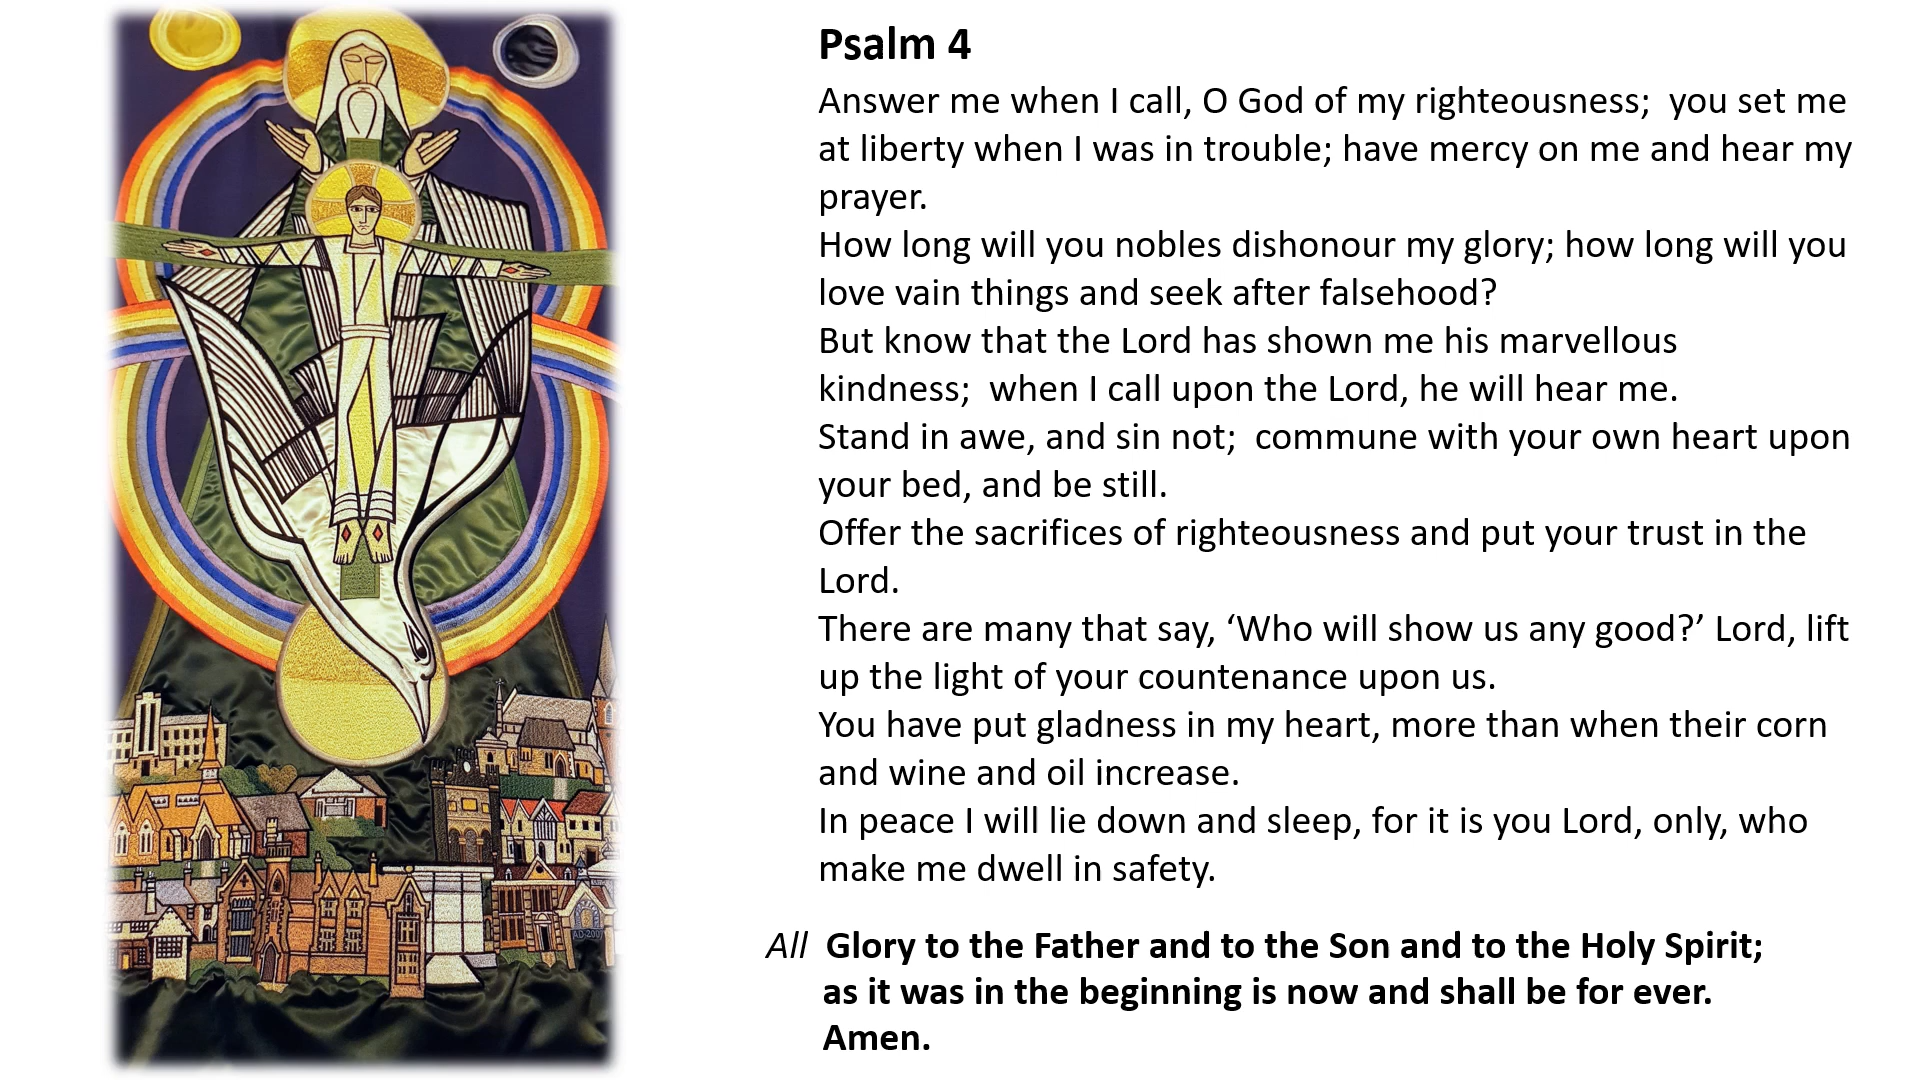 Psalm 4
Answer me when I call, O God of my righteousness;  you set me
at liberty when I was in trouble; have mercy on me and hear my
prayer.
How long will you nobles dishonour my glory; how long will you
love vain things and seek after falsehood?
But know that the Lord has shown me his marvellous
kindness;  when I call upon the Lord, he will hear me.
Stand in awe, and sin not;  commune with your own heart upon
your bed, and be still.
Offer the sacrifices of righteousness and put your trust in the
Lord.
There are many that say, ‘Who will show us any good?’ Lord, lift
up the light of your countenance upon us.
You have put gladness in my heart, more than when their corn
and wine and oil increase.
In peace I will lie down and sleep, for it is you Lord, only, who
make me dwell in safety.
All Glory to the Father and to the Son and to the Holy Spirit;
as it was in the beginning is now and shall be for ever.
Amen.